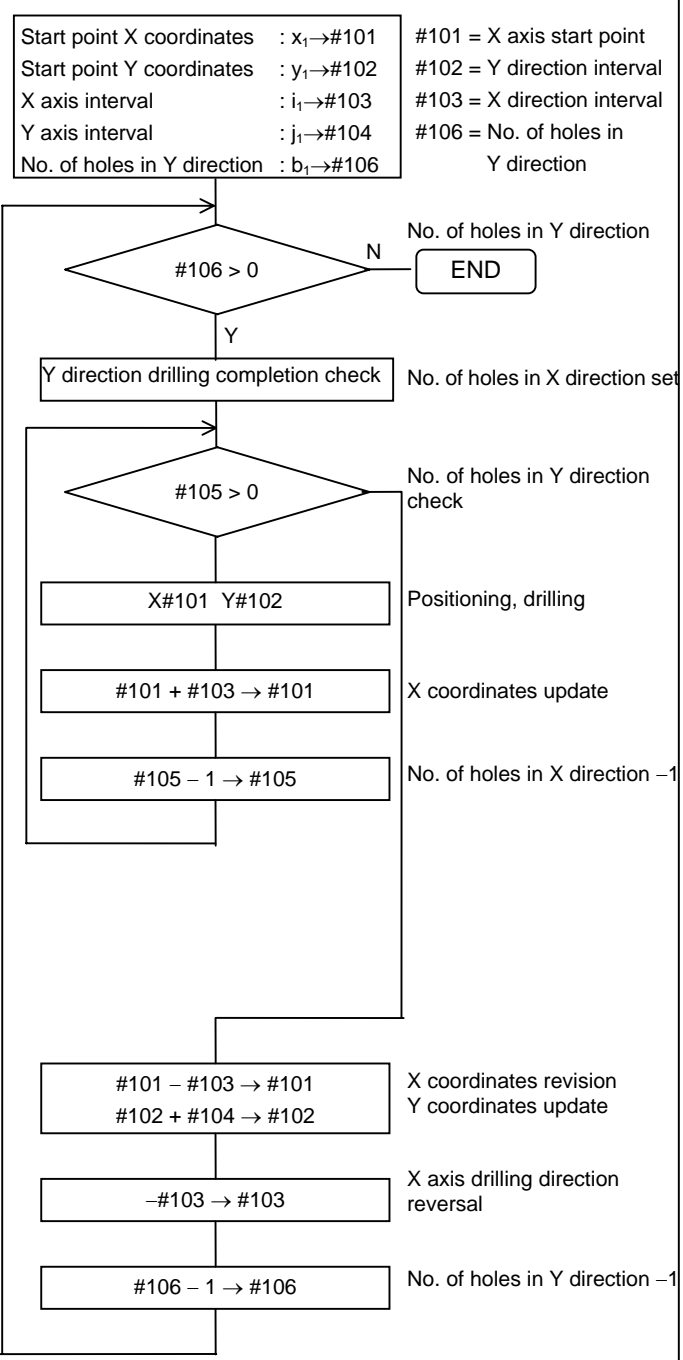 Start point X coordinates : x₁→#101
Start point Y coordinates : y₁→#102
X axis interval : i₁→#103
Y axis interval : j₁→#104
No. of holes in Y direction : b₁→#106
#101 = X axis start point
#102 = Y direction interval
#103 = X direction interval
#106 = No. of holes in
Y direction
No. of holes in Y direction
#106 > 0
N
END
Y
Y direction drilling completion check
No. of holes in X direction set
#105 > 0
No. of holes in Y direction
check
X#101 Y#102
Positioning, drilling
#101 + #103 → #101
X coordinates update
#105 − 1 → #105
No. of holes in X direction −1
#101 − #103 → #101
#102 + #104 → #102
X coordinates revision
Y coordinates update
−#103 → #103
X axis drilling direction
reversal
#106 − 1 → #106
No. of holes in Y direction −1